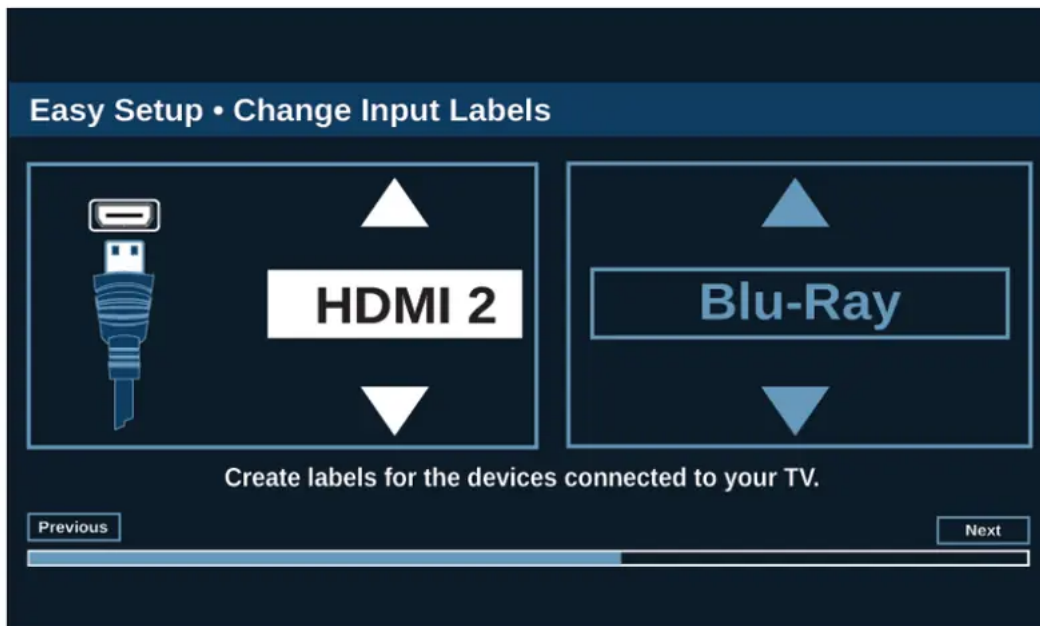 Easy Setup • Change Input Labels
HDMI 2
Blu-Ray
Create labels for the devices connected to your TV.
Previous
Next